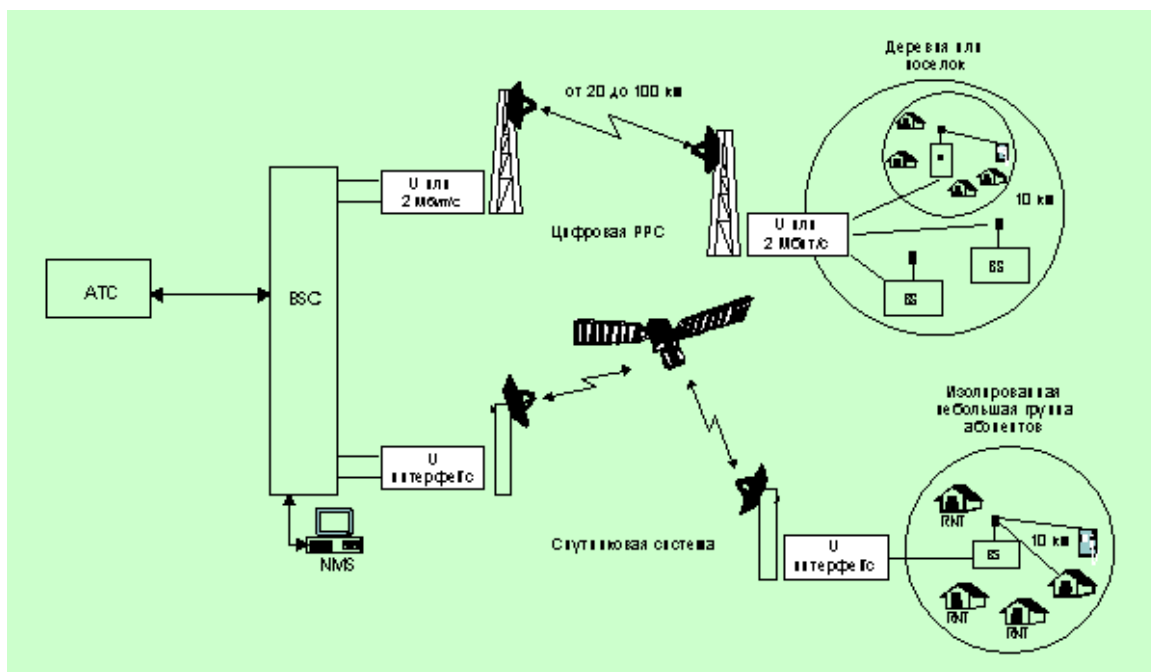 Деревня или
поселок
от 20 до 100 км
U или
2 Мбит/с
10 км
Цифровая РРС
U или
2 Мбит/с
BS
BS
АТС
BSC
Изолированная
небольшая группа
абонентов
U
интерфейс
RNT
10 км
BS
NMS
Спутниковая система
U
интерфейс
RNT
RNT